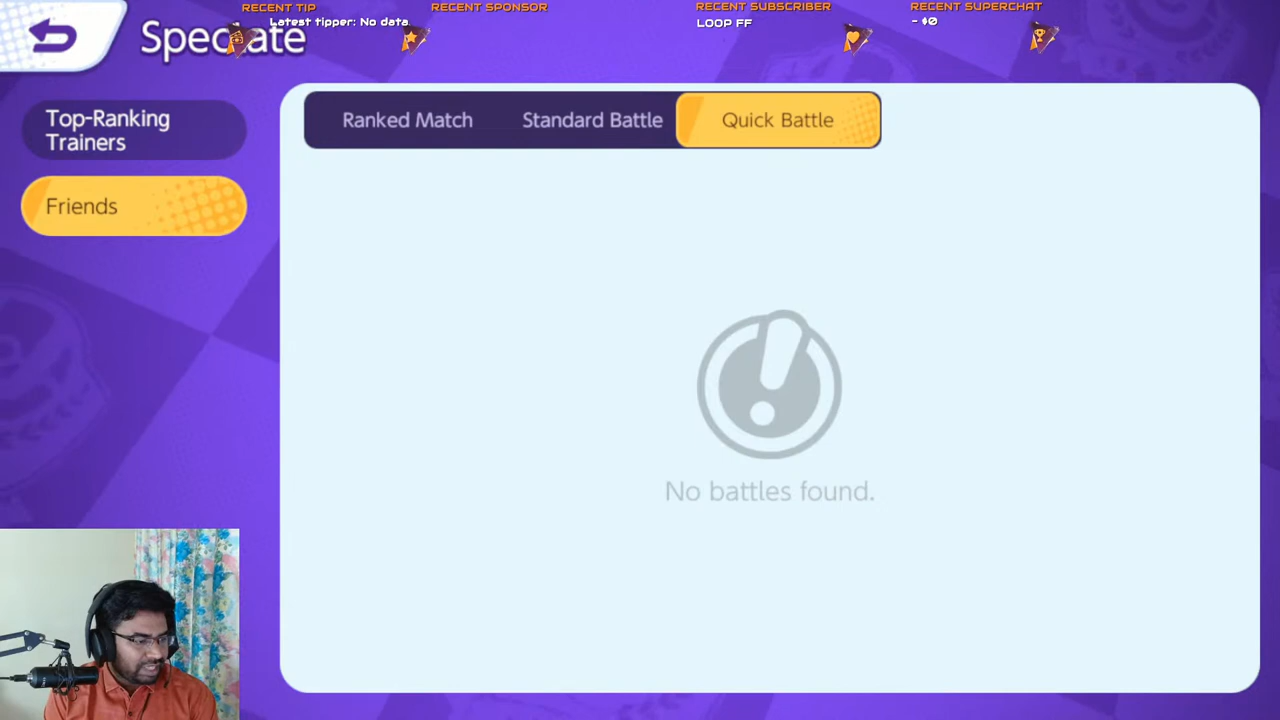 RECENT TIP
Latest tipper: No data.
RECENT SPONSOR
RECENT SUBSCRIBER
LOOP FF
RECENT SUPERCHAT
- $0
Spectate
Top-Ranking
Trainers
Friends
Ranked Match
Standard Battle
Quick Battle
No battles found.